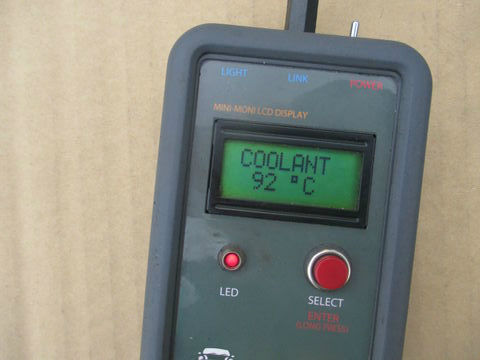 LIGHT LINK POWER
MINI-MONI LCD DISPLAY
COOLANT
92 °C
LED
SELECT
ENTER
(LONG PRESS)